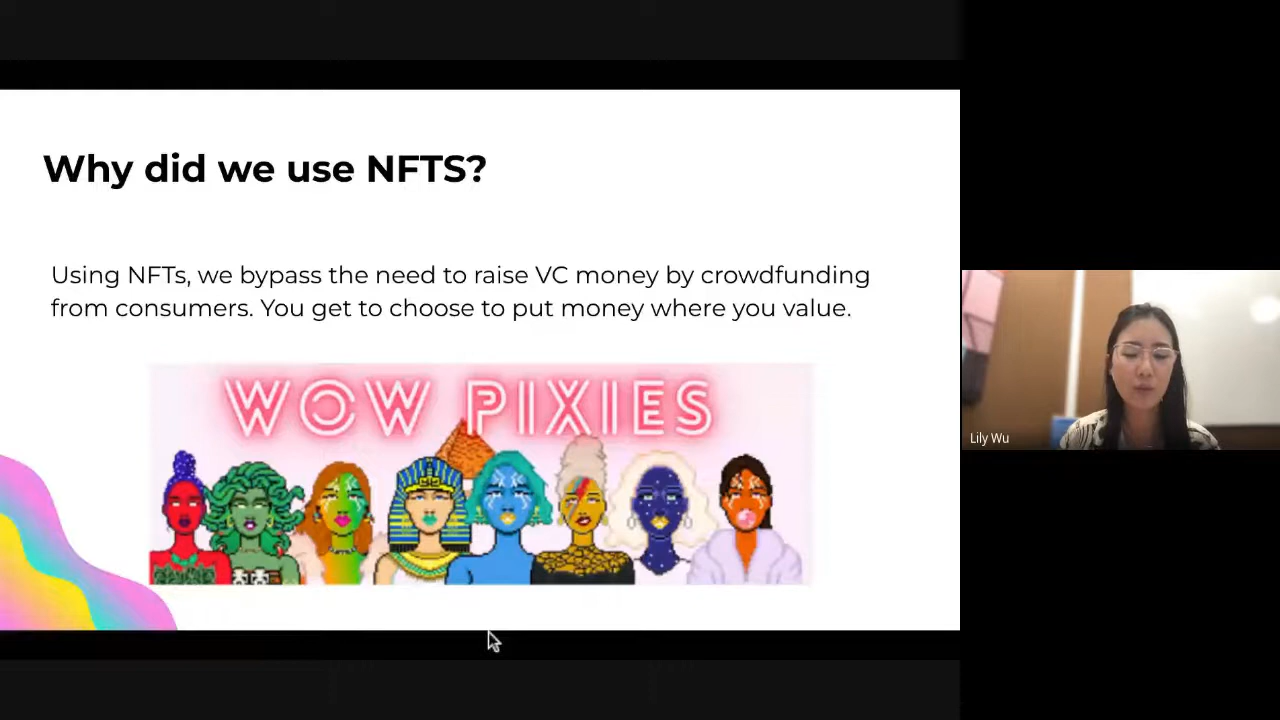 Why did we use NFTS?
Using NFTs, we bypass the need to raise VC money by crowdfunding
from consumers. You get to choose to put money where you value.
WOW PIXIES
Lily Wu